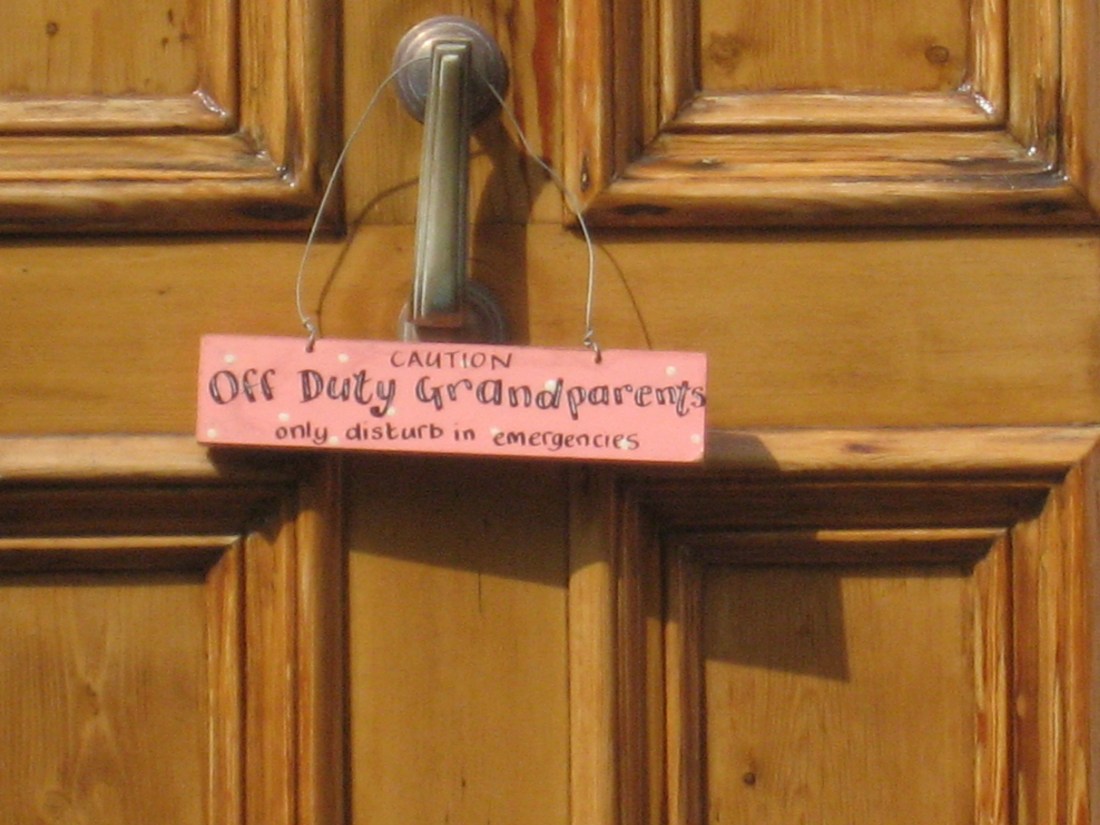 CAUTION
Off Duty Grandparents
only disturb in emergencies